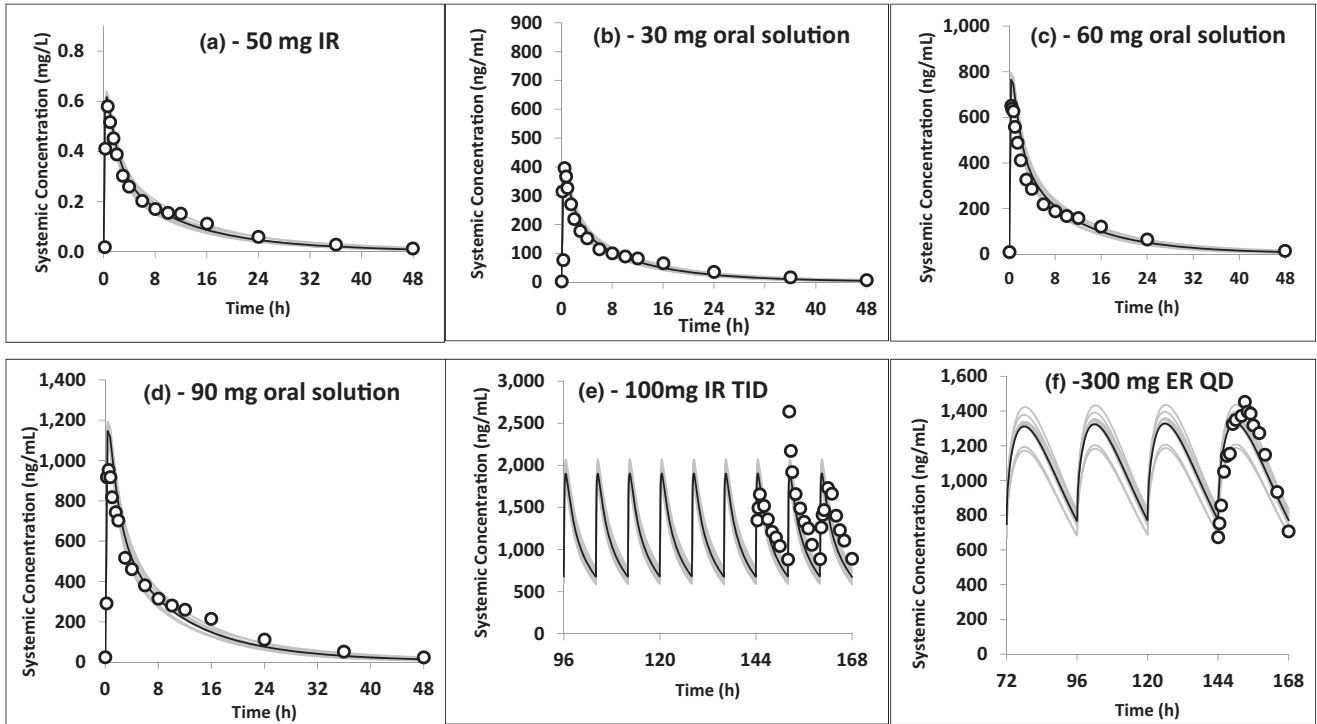 (a) - 50 mg IR
Systemic Concentration (mg/L)
0.8
0.6
0.4
0.2
0.0
0 8 16 24 32 40 48
Time (h)
(b) - 30 mg oral solution
Systemic Concentration (ng/mL)
900
800
700
600
500
400
300
200
100
0
0 8 16 24 32 40 48
Time (h)
(c) - 60 mg oral solution
Systemic Concentration (ng/mL)
1,000
800
600
400
200
0
0 8 16 24 32 40 48
Time (h)
(d) - 90 mg oral solution
Systemic Concentration (ng/mL)
1,400
1,200
1,000
800
600
400
200
0
0 8 16 24 32 40 48
Time (h)
(e) - 100mg IR TID
Systemic Concentration (ng/mL)
3,000
2,500
2,000
1,500
1,000
500
0
96 120 144 168
Time (h)
(f) -300 mg ER QD
Systemic Concentration (ng/mL)
1,600
1,400
1,200
1,000
800
600
400
200
0
72 96 120 144 168
Time (h)